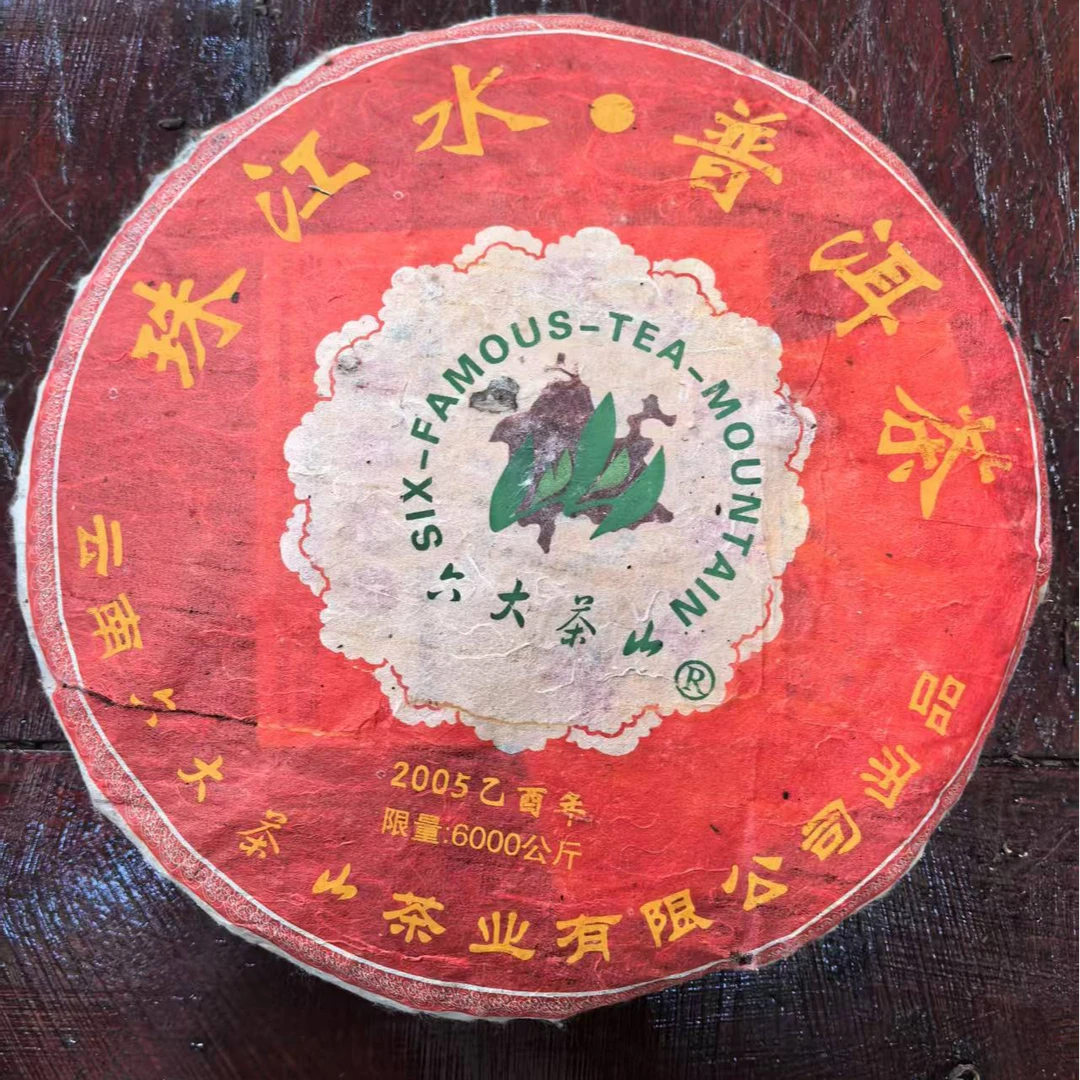 珠江水·普洱茶
SIX-FAMOUS-TEA-MOUNTAIN
六大茶山®
2005乙酉年
限量:6000公斤
云南六大茶山茶业有限公司出品